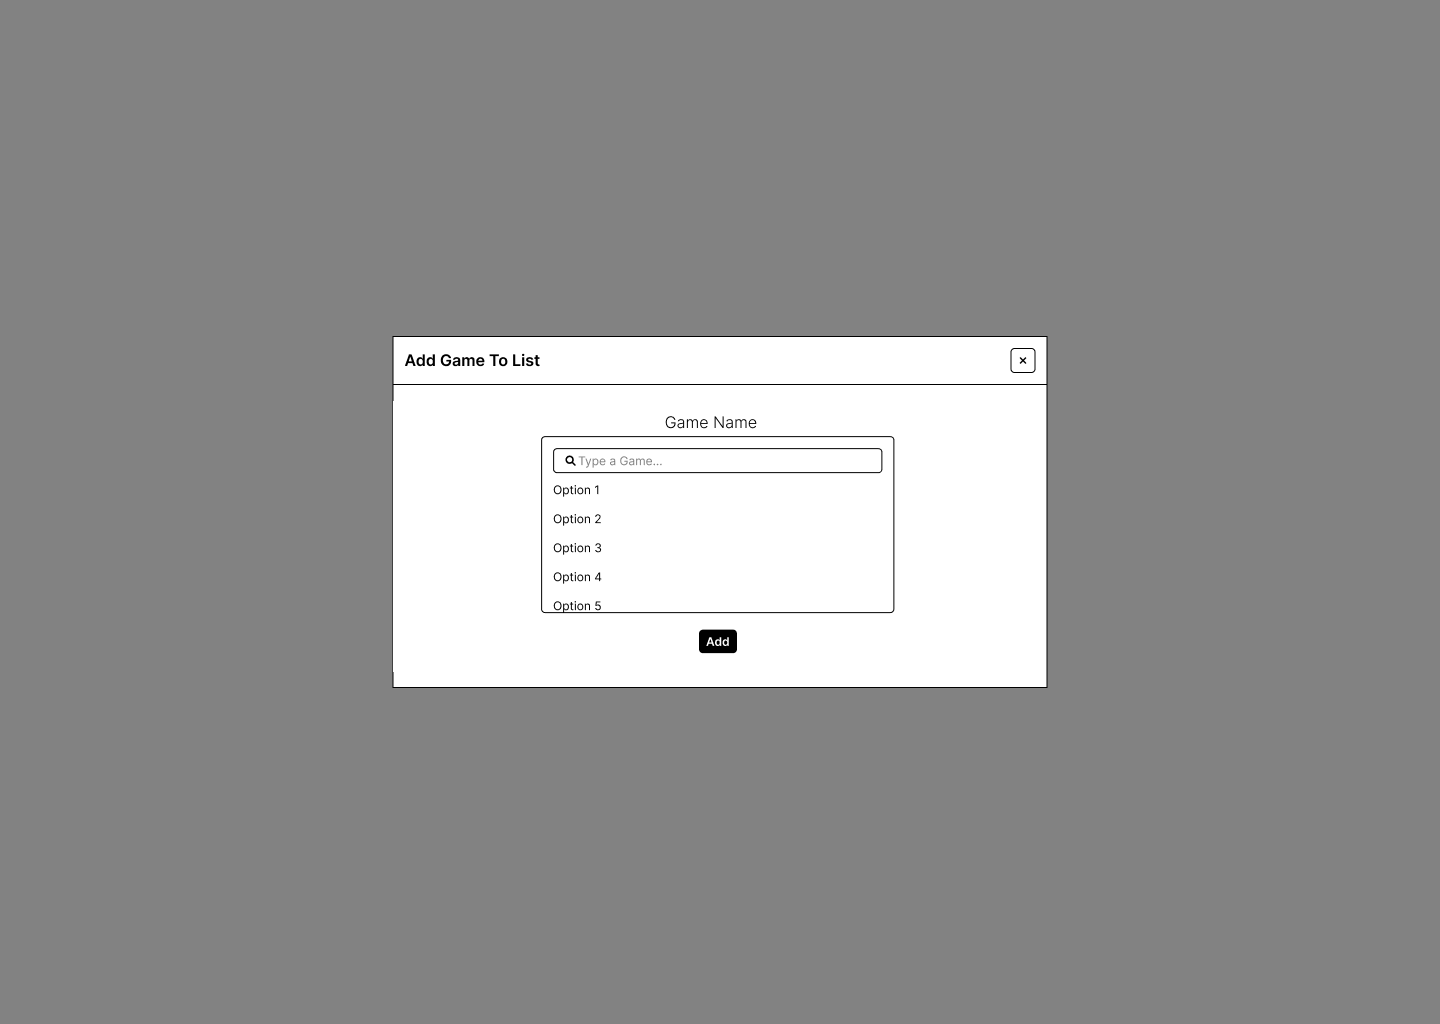 Add Game To List
×
Game Name
Type a Game...
Option 1
Option 2
Option 3
Option 4
Option 5
Add